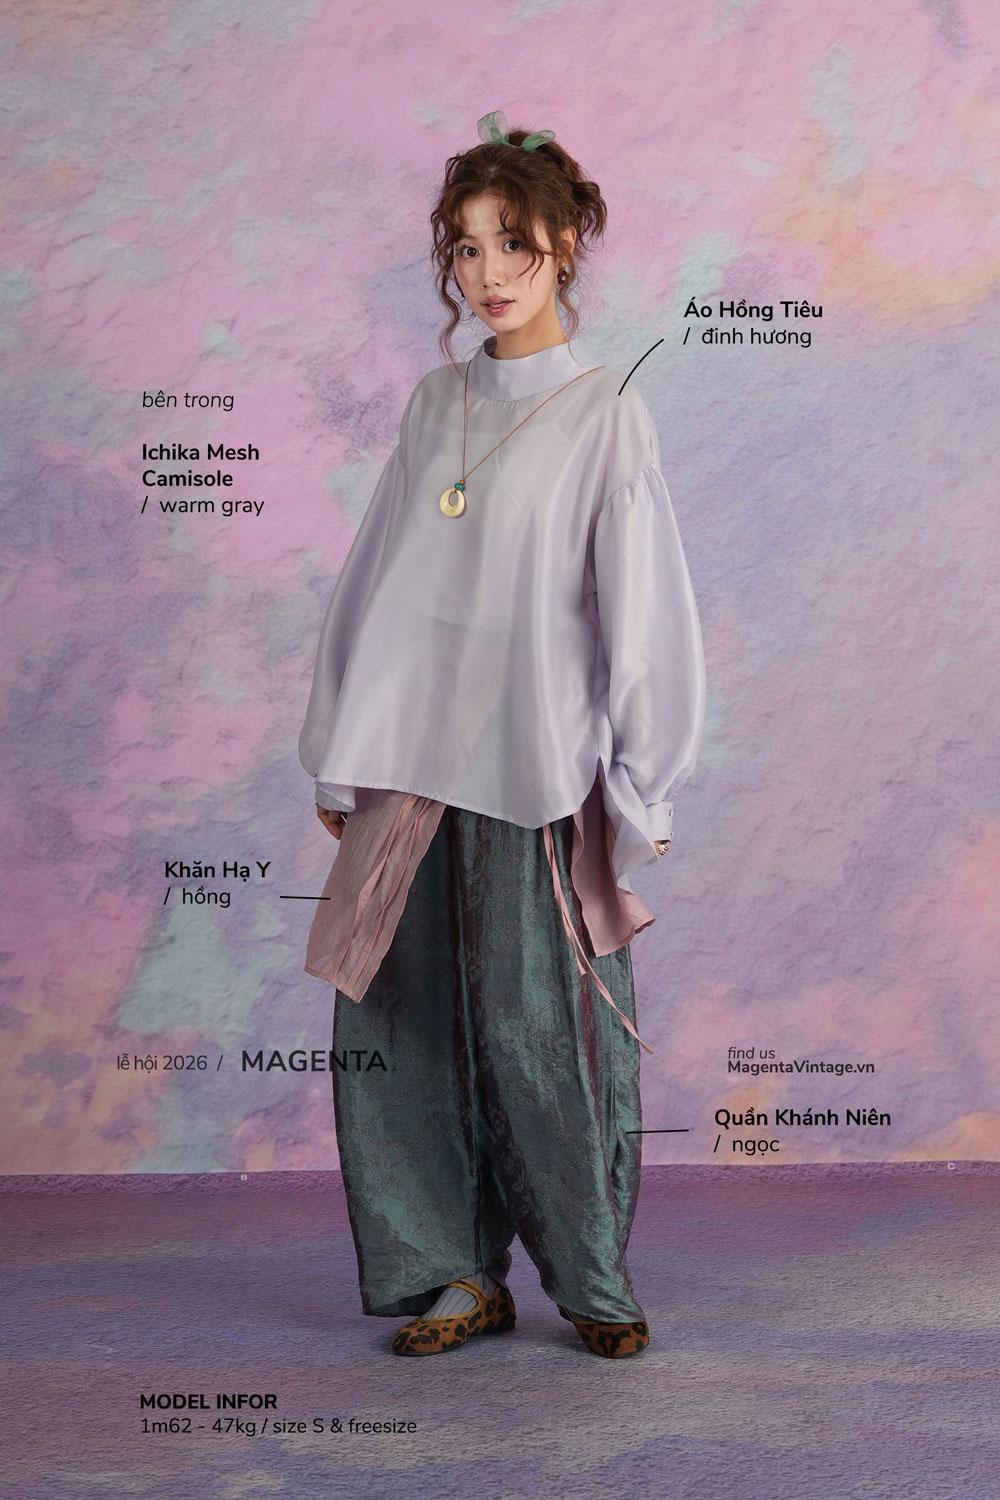 Áo Hồng Tiêu
/ đinh hương
bên trong
Ichika Mesh
Camisole
/ warm gray
Khăn Hạ Y
/ hồng
lễ hội 2026 / MAGENTA
find us
MagentaVintage.vn
Quần Khánh Niên
/ ngọc
B
C
MODEL INFOR
1m62 - 47kg / size S & freesize